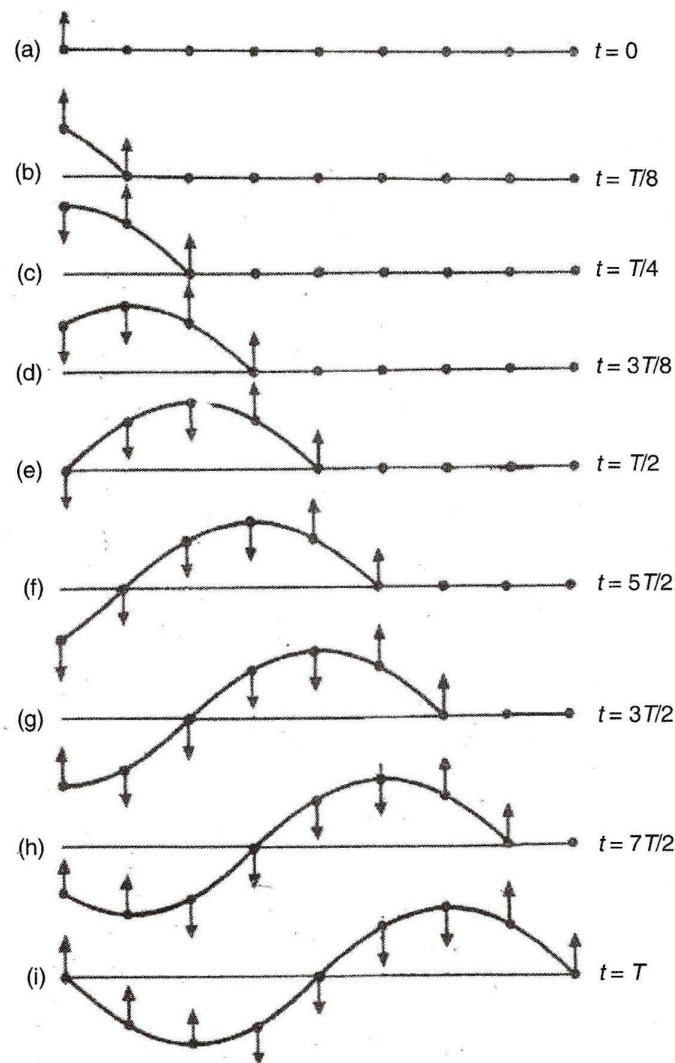 (a) t = 0
(b) t = T/8
(c) t = T/4
(d) t = 3T/8
(e) t = T/2
(f) t = 5T/2
(g) t = 3T/2
(h) t = 7T/2
(i) t = T